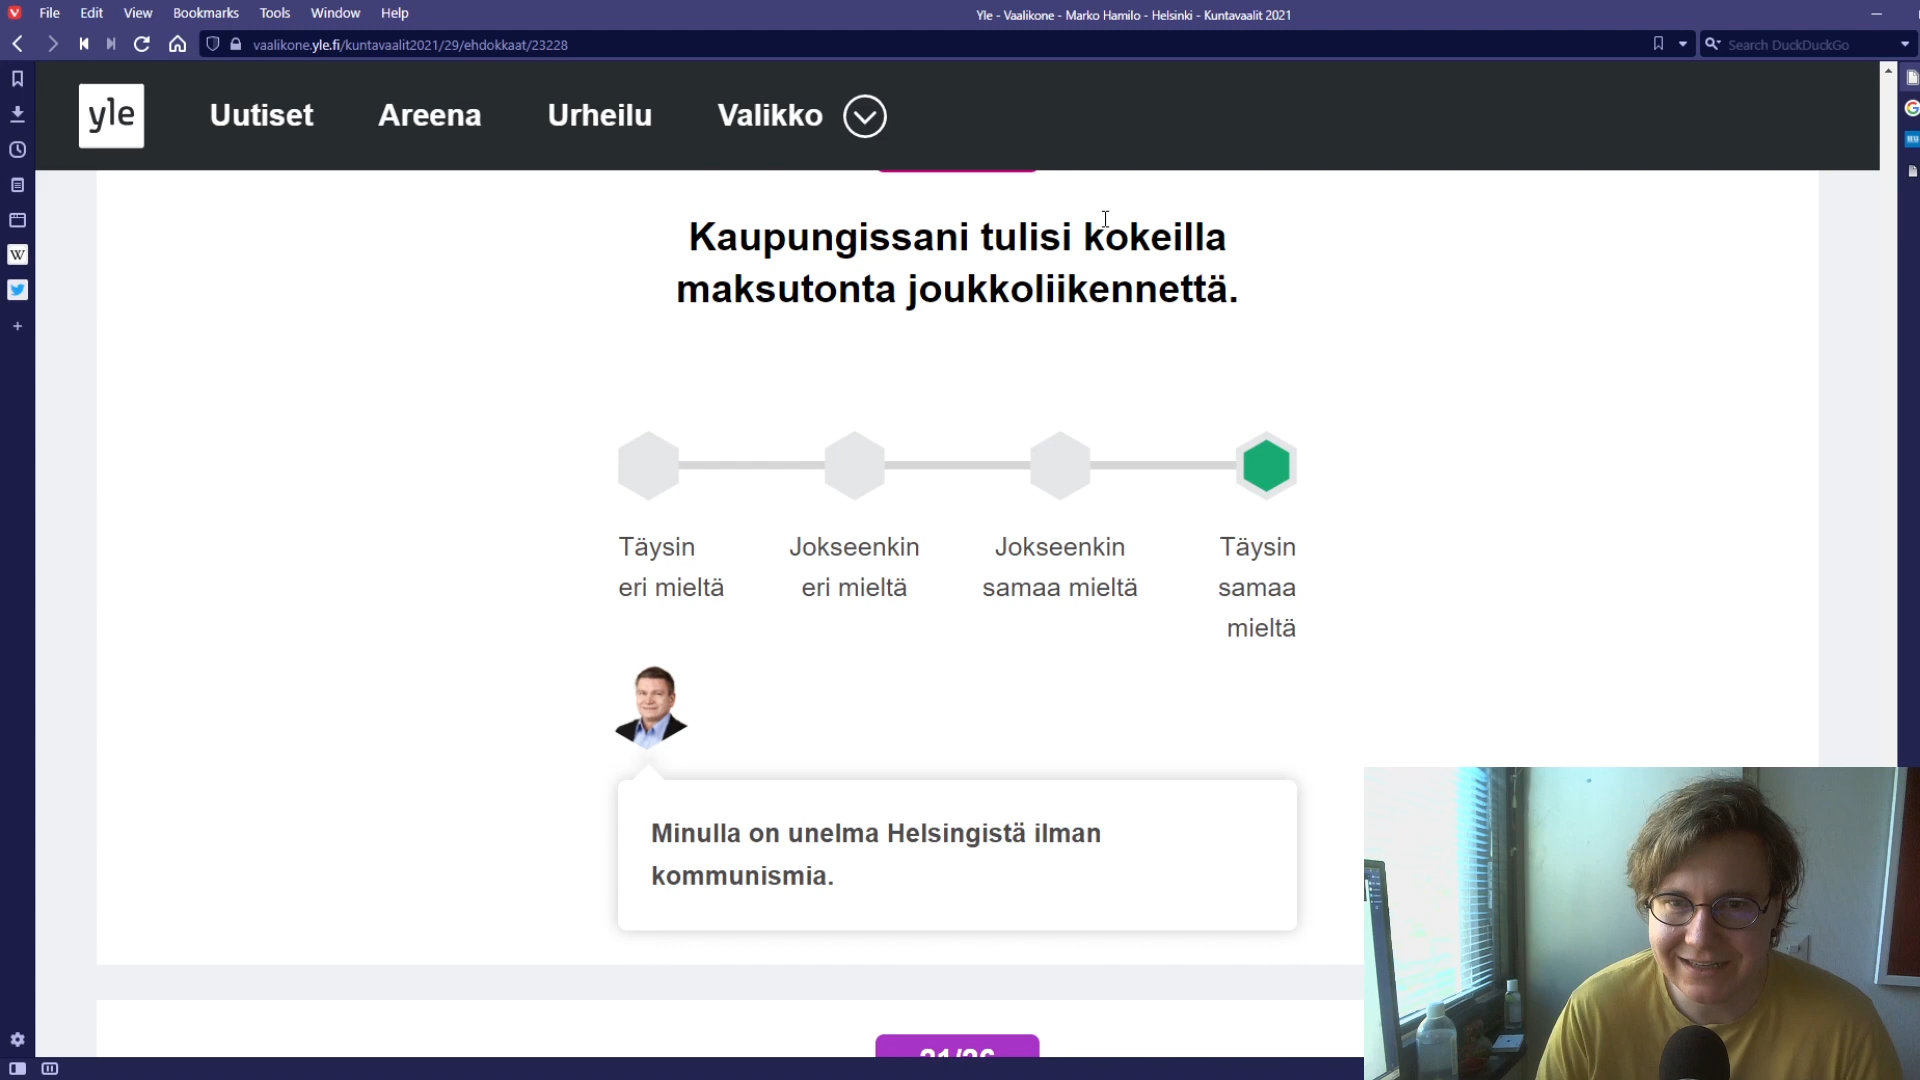 File Edit View Bookmarks Tools Window Help
Yle - Vaalikone - Marko Hamilo - Helsinki - Kuntavaalit 2021
vaalikone.yle.fi/kuntavaalit2021/29/ehdokkaat/23228
Search DuckDuckGo
yle
Uutiset Areena Urheilu Valikko
Kaupungissani tulisi kokeilla
maksutonta joukkoliikennettä.
Täysin
eri mieltä
Jokseenkin
eri mieltä
Jokseenkin
samaa mieltä
Täysin
samaa
mieltä
Minulla on unelma Helsingistä ilman
kommunismia.
21/26
W